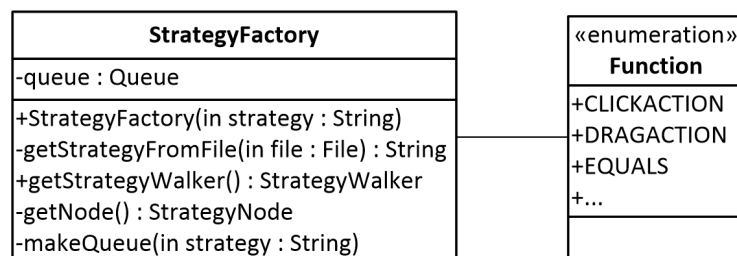 StrategyFactory
-queue : Queue
+StrategyFactory(in strategy : String)
-getStrategyFromFile(in file : File) : String
+getStrategyWalker() : StrategyWalker
-getNode() : StrategyNode
-makeQueue(in strategy : String)
«enumeration»
Function
+CLICKACTION
+DRAGACTION
+EQUALS
+...